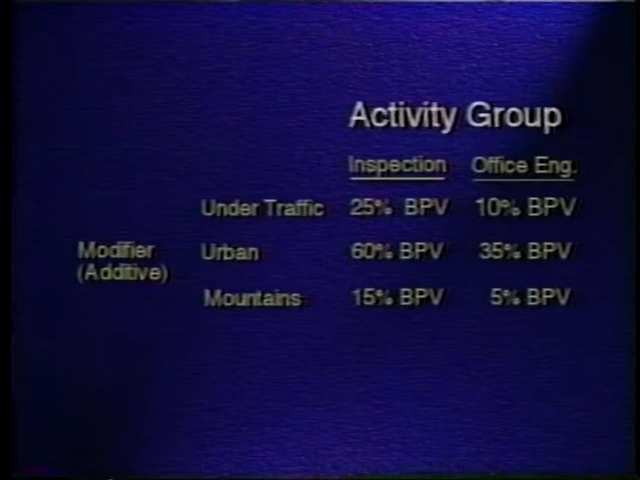 Activity Group
Inspection Office Eng.
Under Traffic 25% BPV 10% BPV
Modifier (Additive) Urban 60% BPV 35% BPV
Mountains 15% BPV 5% BPV